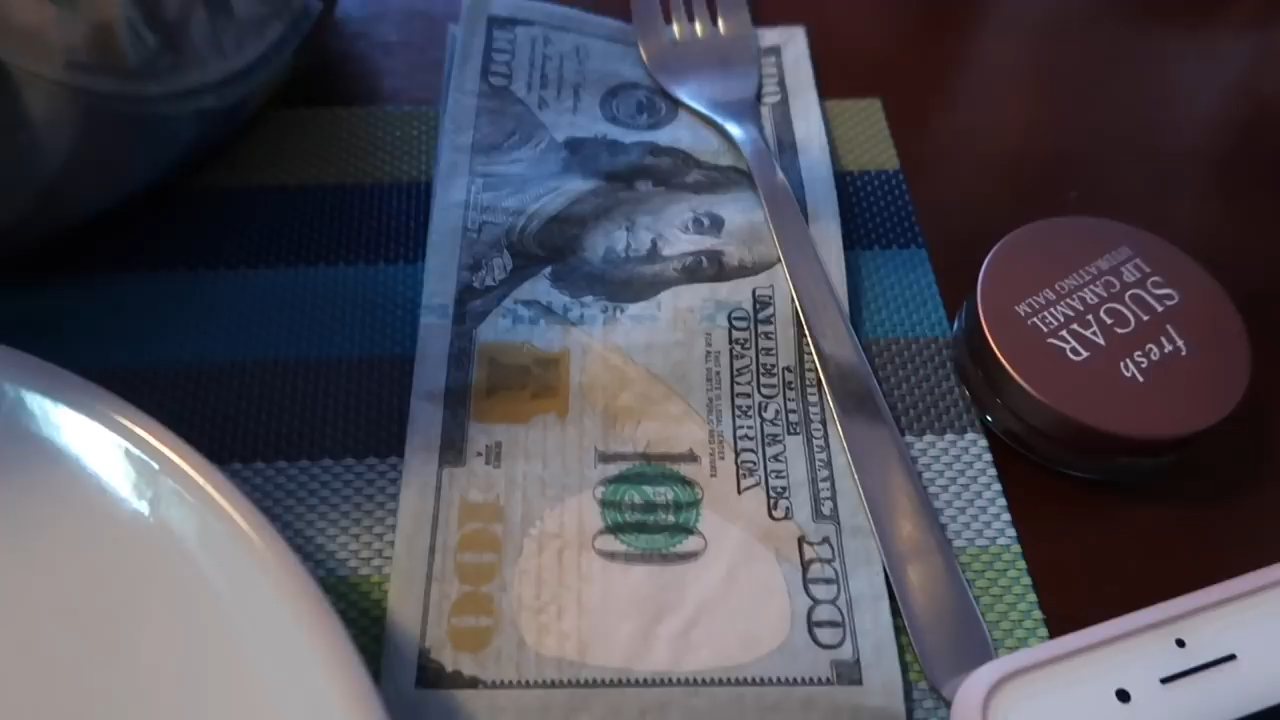 100
100
THE
UNITED STATES
OF AMERICA
THIS NOTE IS LEGAL TENDER
FOR ALL DEBTS, PUBLIC AND PRIVATE
SERIES
A
100
100
fresh
SUGAR
LIP CARAMEL
HYDRATING BALM